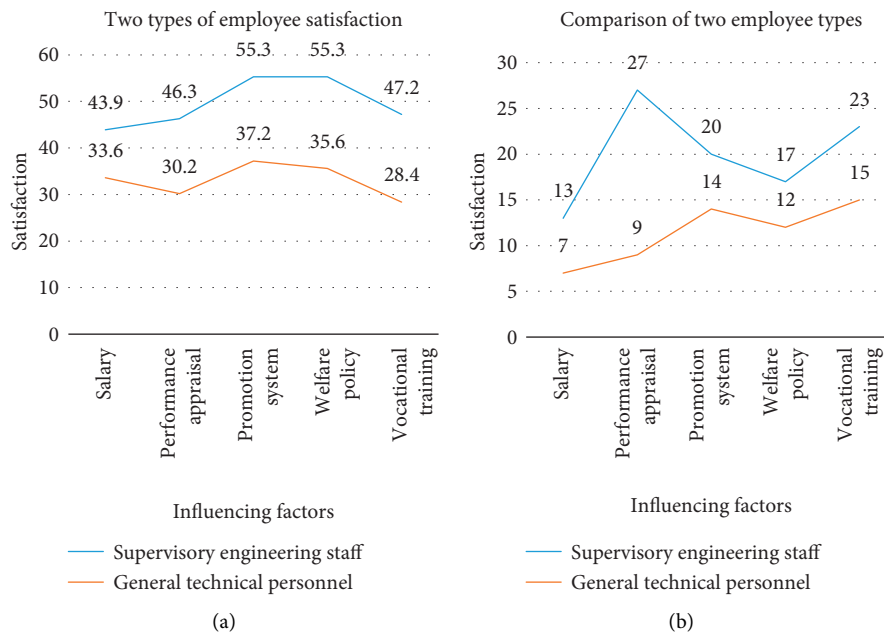 Two types of employee satisfaction
60
50
40
30
20
10
0
Satisfaction
43.9
46.3
55.3
55.3
47.2
33.6
30.2
37.2
35.6
28.4
Salary
Performance
appraisal
Promotion
system
Welfare
policy
Vocational
training
Influencing factors
Supervisory engineering staff
General technical personnel
(a)
Comparison of two employee types
30
25
20
15
10
5
0
Satisfaction
13
27
20
17
23
7
9
14
12
15
Salary
Performance
appraisal
Promotion
system
Welfare
policy
Vocational
training
Influencing factors
Supervisory engineering staff
General technical personnel
(b)